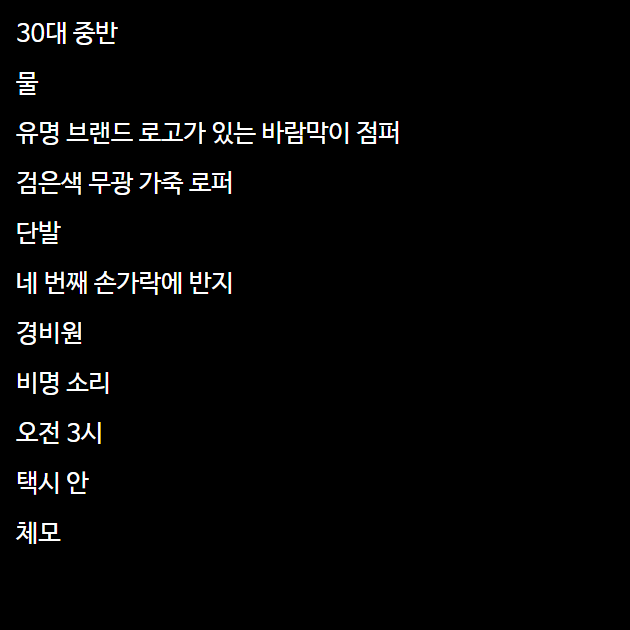 30대 중반
물
유명 브랜드 로고가 있는 바람막이 점퍼
검은색 무광 가죽 로퍼
단발
네 번째 손가락에 반지
경비원
비명 소리
오전 3시
택시 안
체모